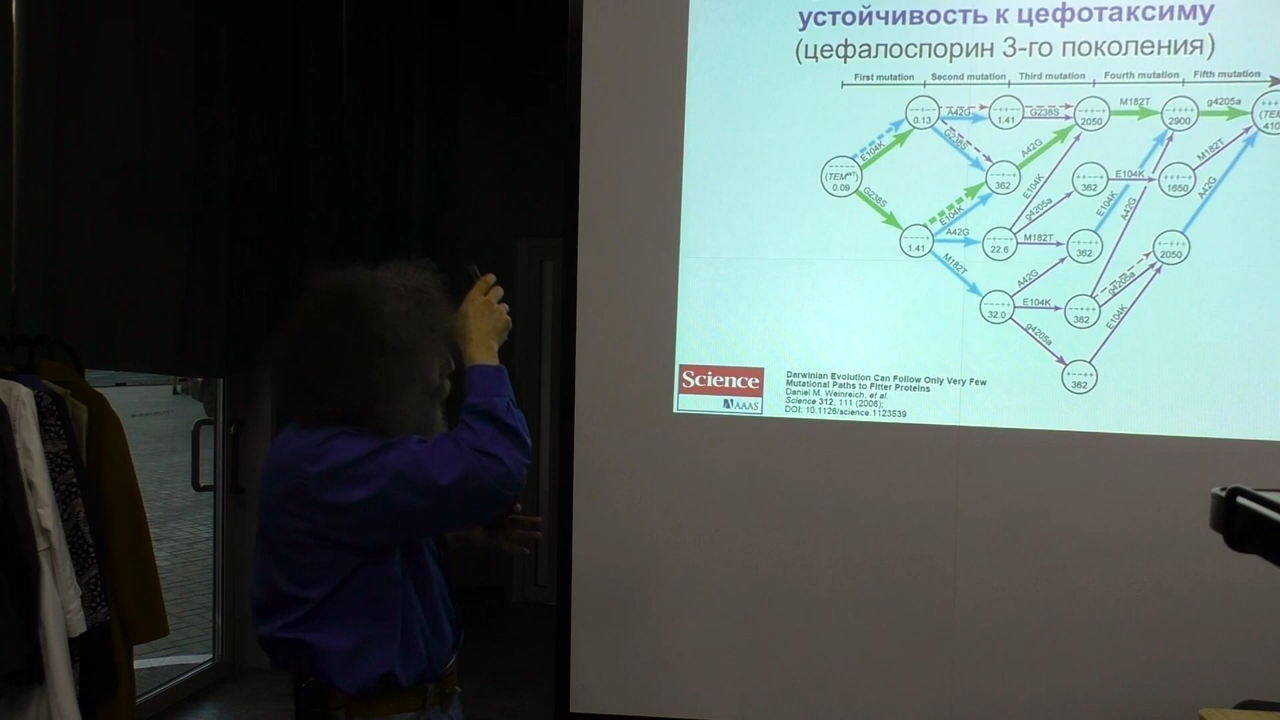 устойчивость к цефотаксиму
(цефалоспорин 3-го поколения)
First mutation Second mutation Third mutation Fourth mutation Fifth mutation
M182T g4205a
A42G G238S
0.13 1.41 2050 2900
E104K G238S A42G M182T
(TEM
410
(TEMWT)
0.09
362 362 E104K 1650
G238S E104K E104K g4205a E104K A42G A42G
A42G M182T
1.41 22.6 362 2050
M182T A42G g4205a
E104K
32.0 362
g4205a E104K
362
Science
AAAS
Darwinian Evolution Can Follow Only Very Few
Mutational Paths to Fitter Proteins
Daniel M. Weinreich, et al.
Science 312, 111 (2006);
DOI: 10.1126/science.1123539